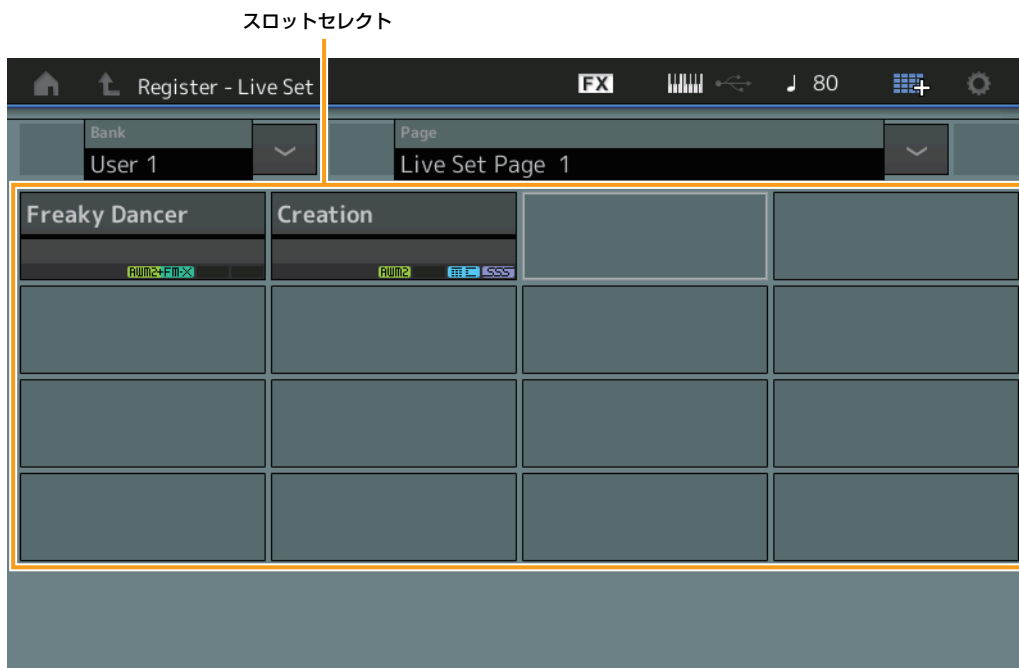 スロットセレクト
Register - Live Set
FX
80
Bank
User 1
Page
Live Set Page 1
Freaky Dancer
Creation
AWM2+FM-X
AWM2
SSS